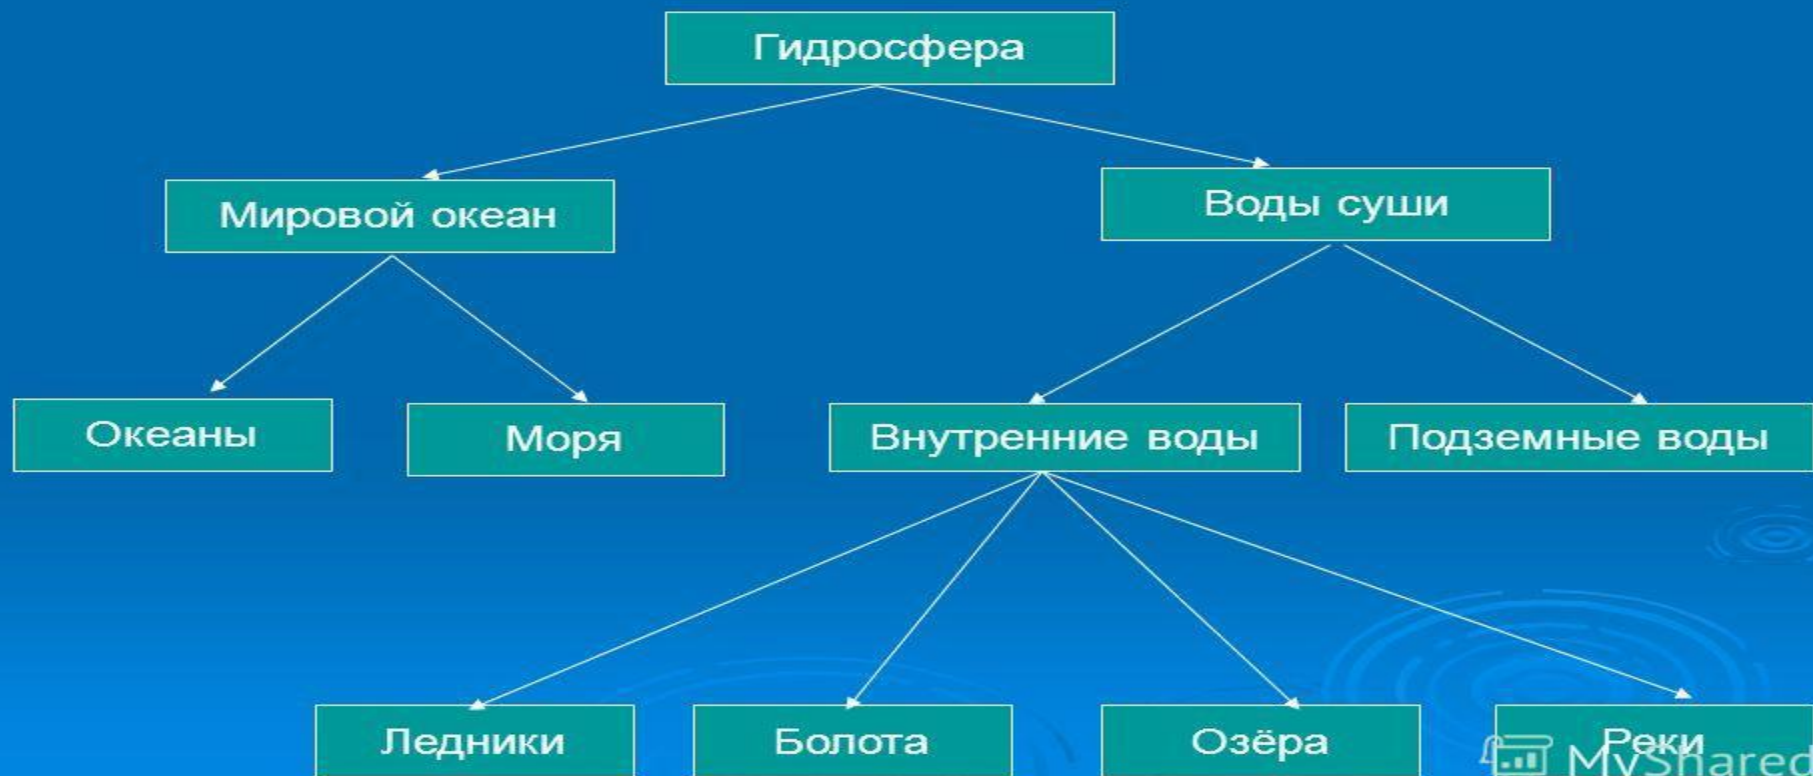 Гидросфера
Мировой океан
Воды суши
Океаны
Моря
Внутренние воды
Подземные воды
Ледники
Болота
Озёра
Реки
MyShared